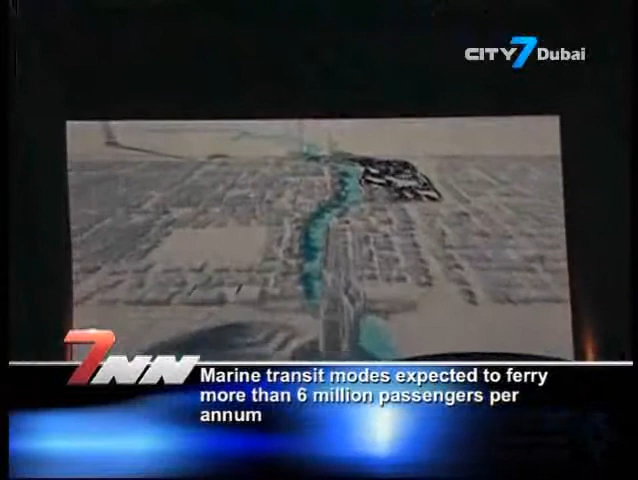 CITY7 Dubai
7NN
Marine transit modes expected to ferry
more than 6 million passengers per
annum